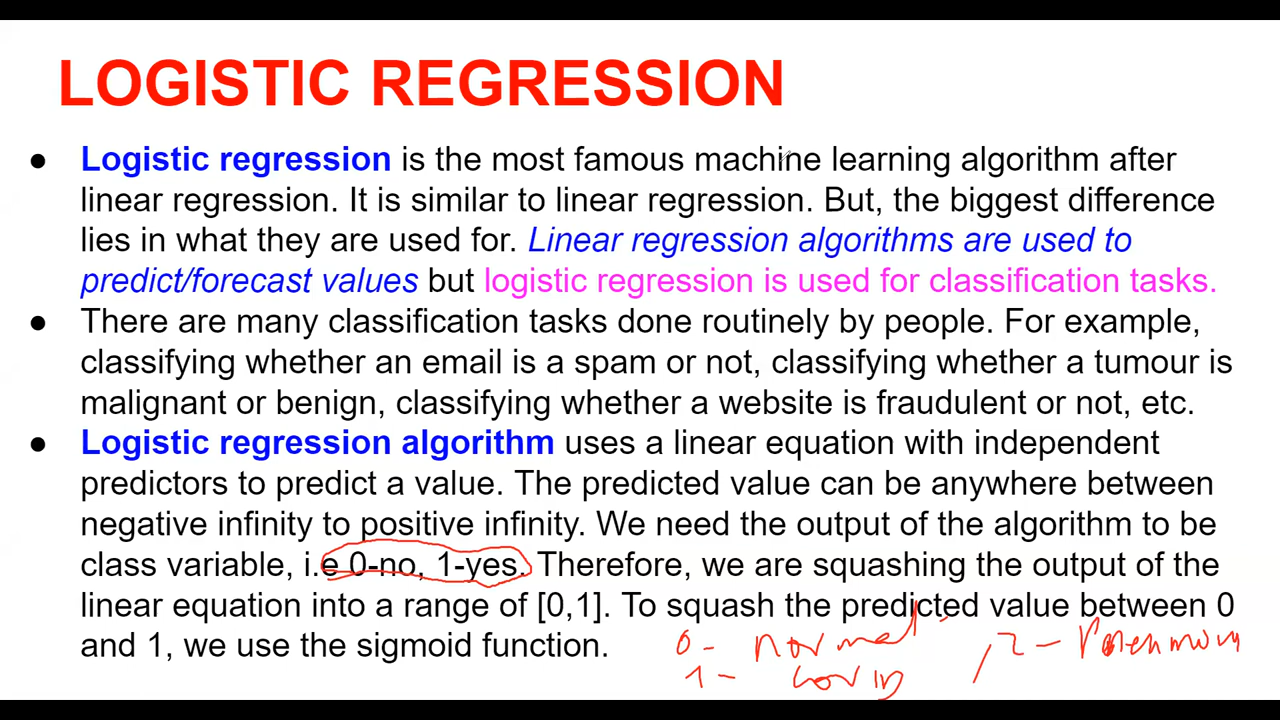 LOGISTIC REGRESSION
● Logistic regression is the most famous machine learning algorithm after
linear regression. It is similar to linear regression. But, the biggest difference
lies in what they are used for. Linear regression algorithms are used to
predict/forecast values but logistic regression is used for classification tasks.
● There are many classification tasks done routinely by people. For example,
classifying whether an email is a spam or not, classifying whether a tumour is
malignant or benign, classifying whether a website is fraudulent or not, etc.
● Logistic regression algorithm uses a linear equation with independent
predictors to predict a value. The predicted value can be anywhere between
negative infinity to positive infinity. We need the output of the algorithm to be
class variable, i.e 0-no, 1-yes. Therefore, we are squashing the output of the
linear equation into a range of [0,1]. To squash the predicted value between 0
and 1, we use the sigmoid function.
0 - normal
2 -
1 - covid